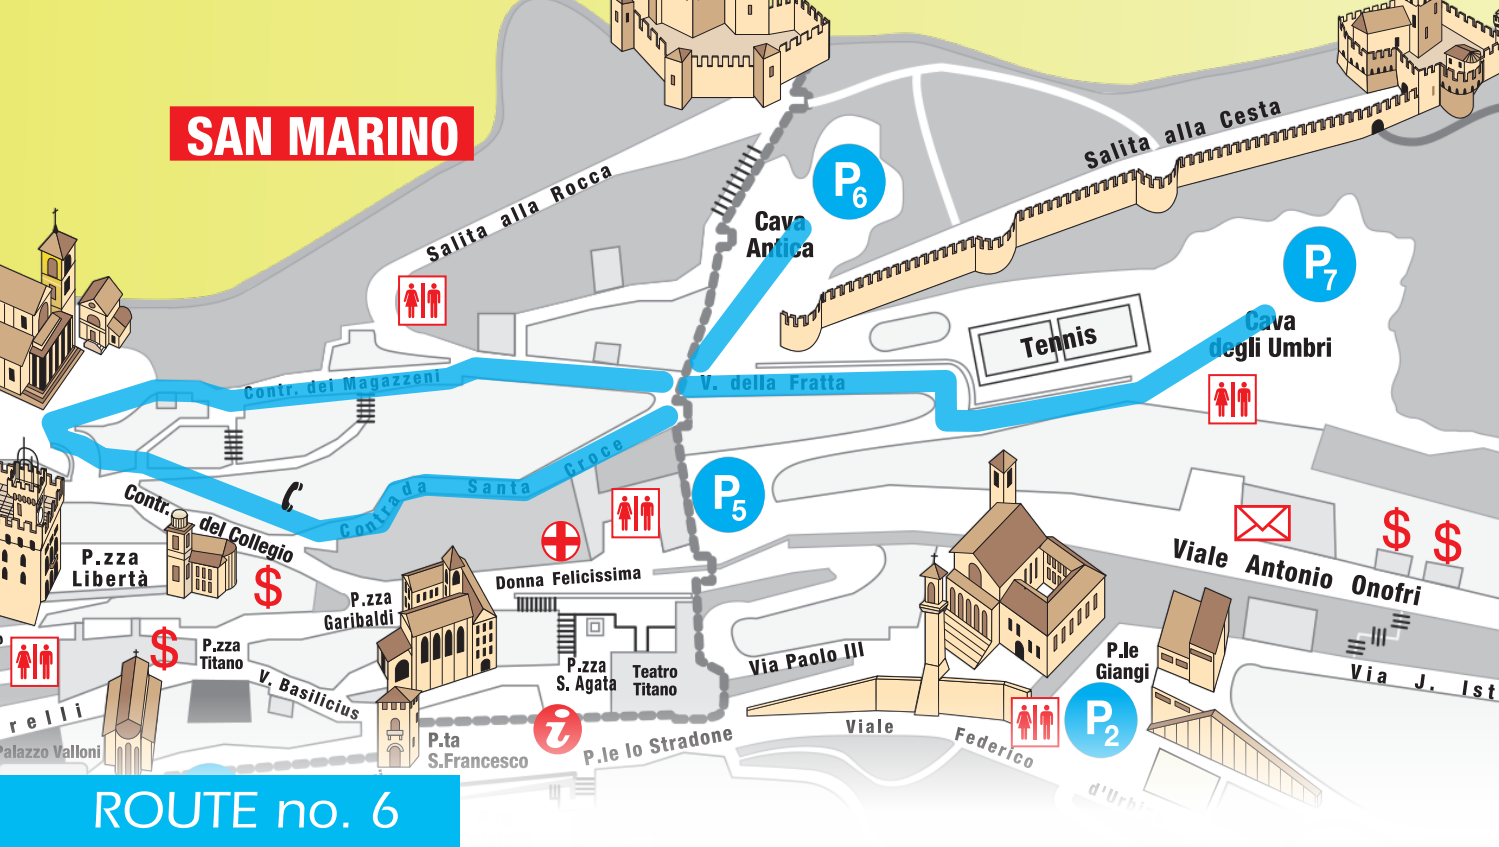 SAN MARINO
Salita alla Rocca
Salita alla Cesta
P6
Cava
Antica
P7
Cava
degli Umbri
Tennis
Contr. dei Magazzeni
V. della Fratta
Contrada Santa Croce
P5
Contr. del Collegio
P.zza
Libertà
$
Donna Felicissima
P.zza
Garibaldi
$
P.zza
Titano
V. Basilicius
P.zza
S. Agata
Teatro
Titano
Via Paolo III
Viale Antonio Onofri
$
$
P.le
Giangi
Via J. Ist
P2
Viale Federico
d'Urbi
relli
Palazzo Valloni
P.ta
S.Francesco
i
P.le lo Stradone
ROUTE no. 6